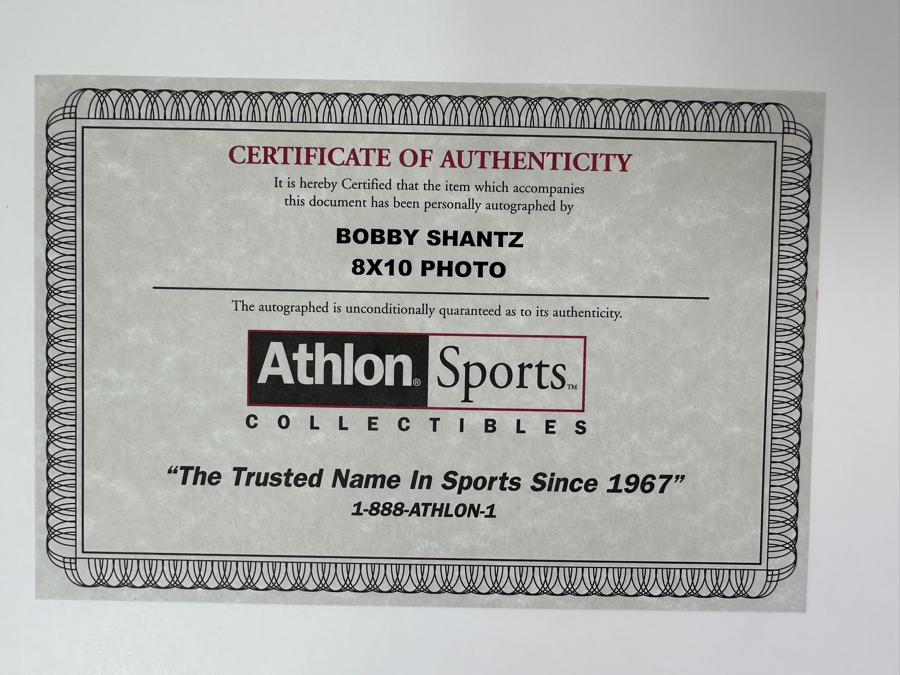 CERTIFICATE OF AUTHENTICITY
It is hereby Certified that the item which accompanies
this document has been personally autographed by
BOBBY SHANTZ
8X10 PHOTO
The autographed is unconditionally quaranteed as to its authenticity.
Athlon® Sports™
COLLECTIBLES
“The Trusted Name In Sports Since 1967”
1-888-ATHLON-1